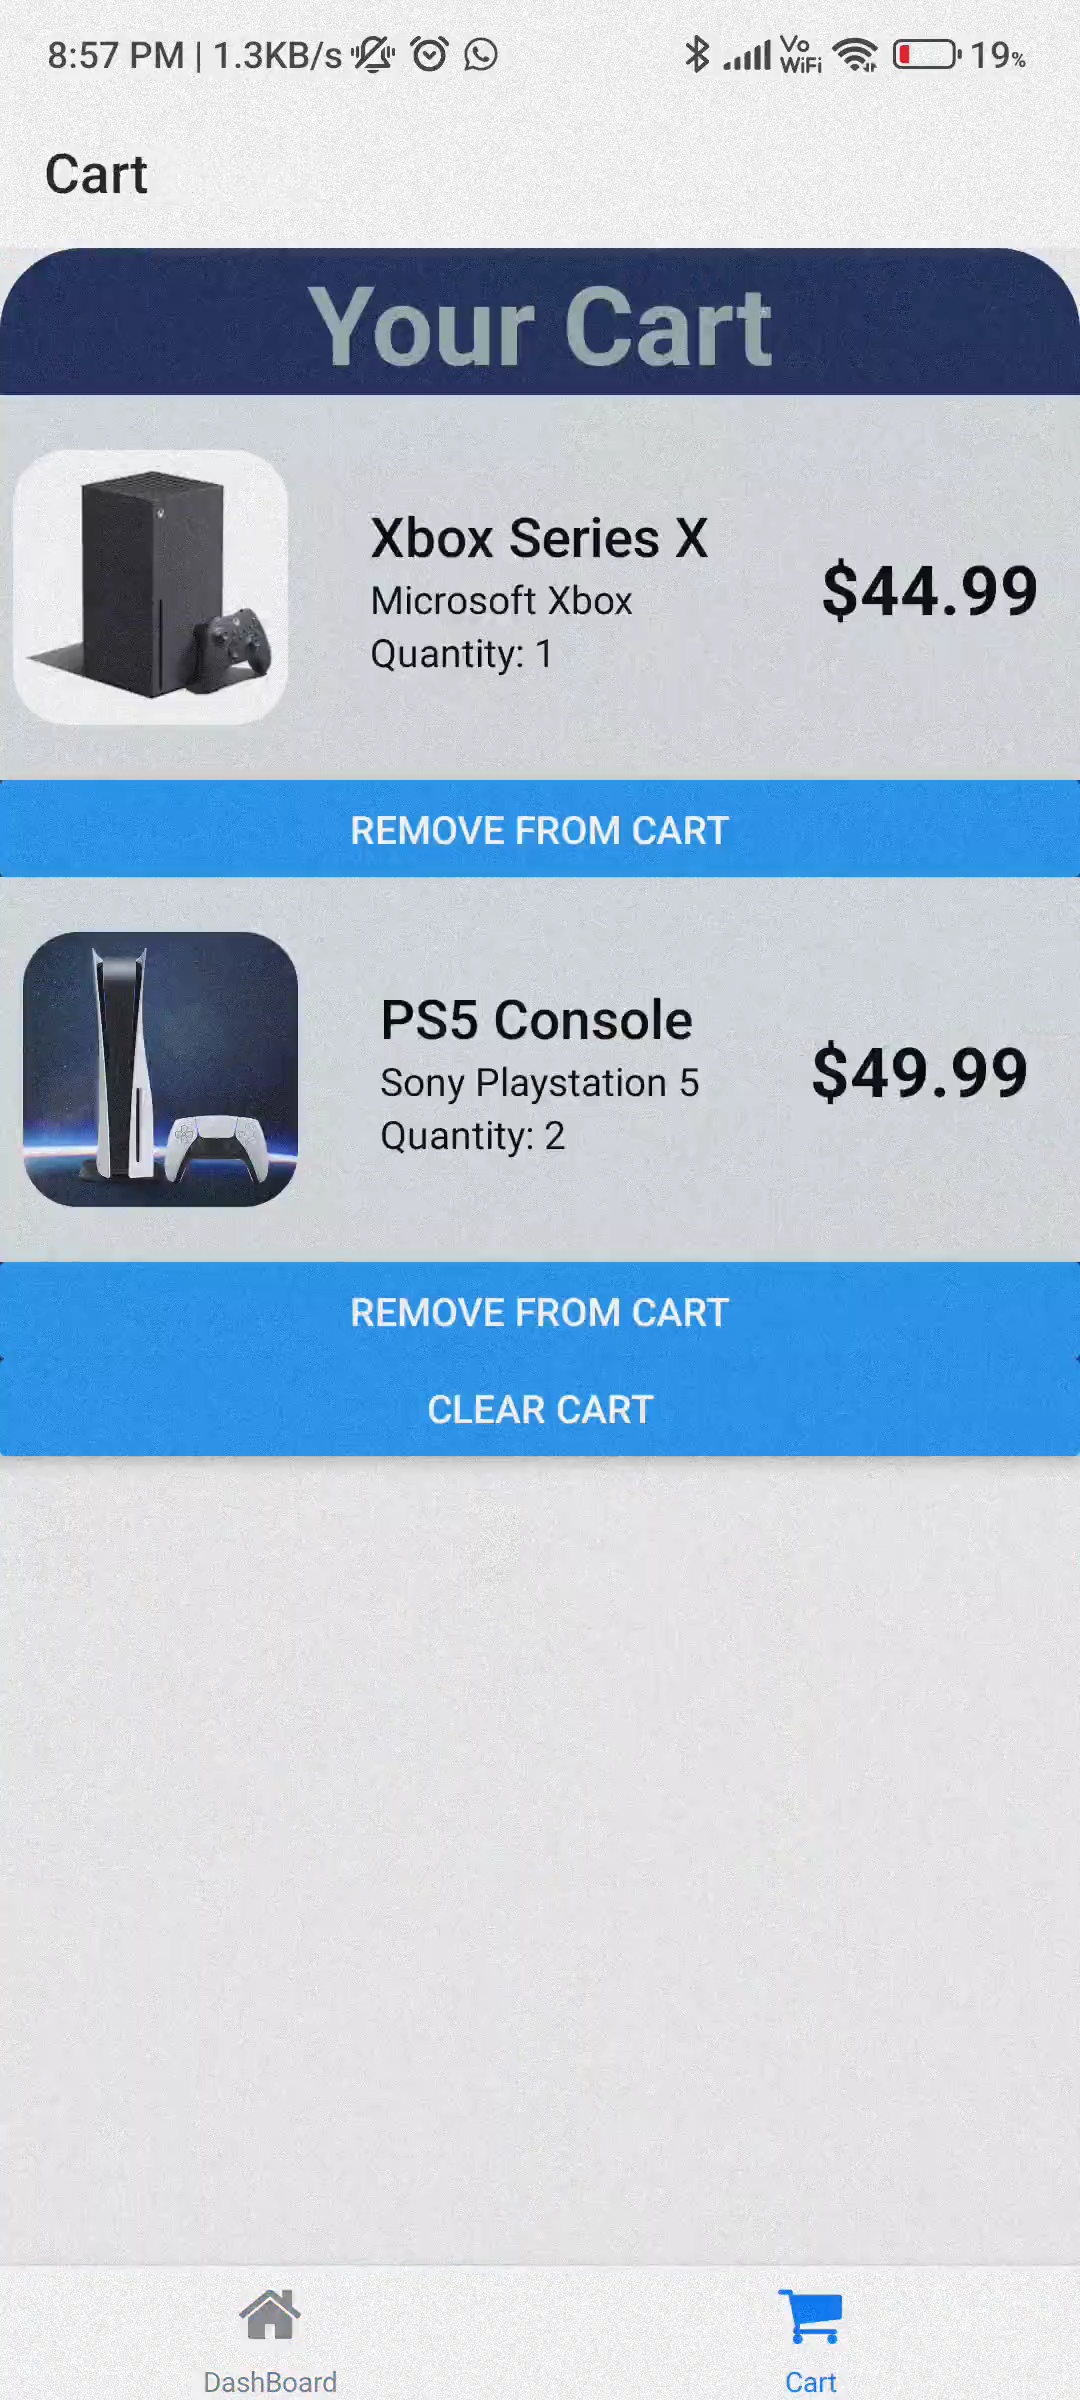 8:57 PM | 1.3KB/s
Vo
WiFi
19%
Cart
Your Cart
Xbox Series X
Microsoft Xbox
Quantity: 1
$44.99
REMOVE FROM CART
PS5 Console
Sony Playstation 5
Quantity: 2
$49.99
REMOVE FROM CART
CLEAR CART
DashBoard
Cart